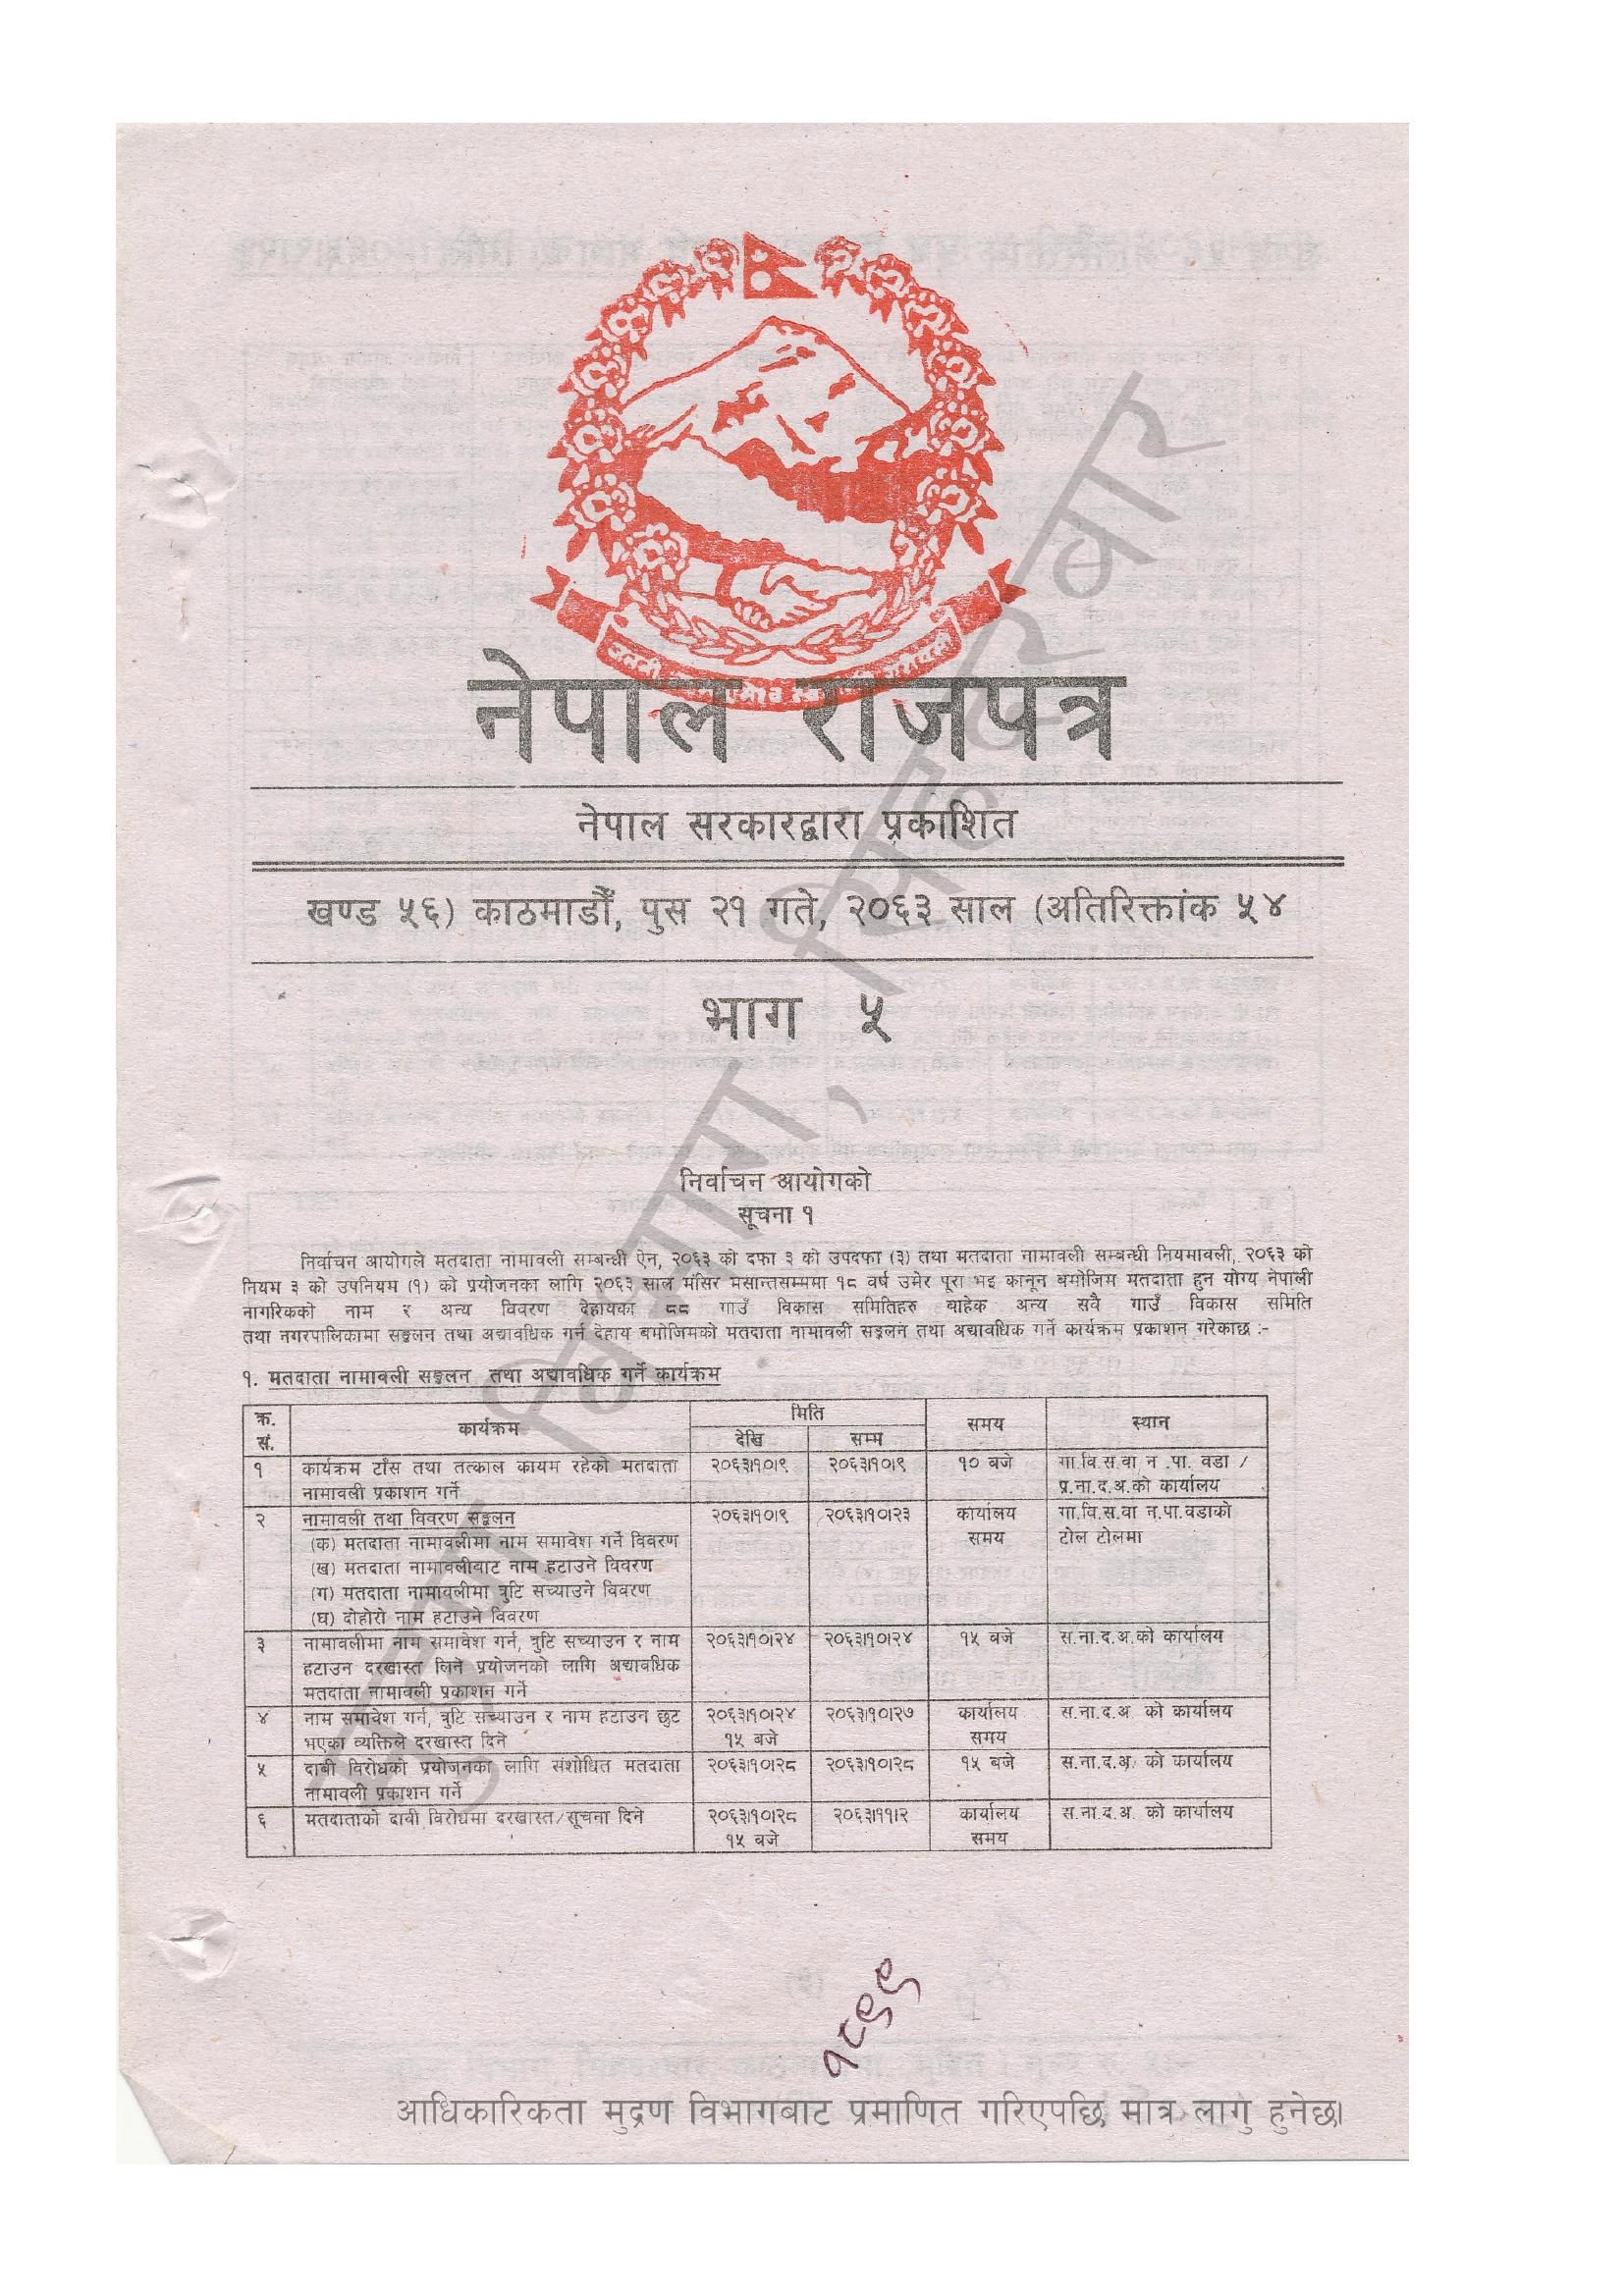 नेपाल राजपत्र
नेपाल सरकारद्वारा प्रकाशित
खण्ड ५६) काठमाडौं, पुस २१ गते, २०६३ साल (अतिरिक्तांक ५४
भाग ५
निर्वाचन आयोगको
सूचना १
निर्वाचन आयोगले मतदाता नामावली सम्बन्धी ऐन, २०६३ को दफा ३ को उपदफा (३) तथा मतदाता नामावली सम्बन्धी नियमावली, २०६३ को
नियम ३ को उपनियम (१) को प्रयोजनका लागि २०६३ साल मंसिर मसान्तसम्ममा १८ वर्ष उमेर पूरा भइ कानून बमोजिम मतदाता हुन योग्य नेपाली
नागरिकको नाम र अन्य विवरण देहायका ८८ गाउँ विकास समितिहरु बाहेक अन्य सवै गाउँ विकास समिति
तथा नगरपालिकामा सङ्कलन तथा अद्यावधिक गर्न देहाय बमोजिमको मतदाता नामावली सङ्कलन तथा अद्यावधिक गर्ने कार्यक्रम प्रकाशन गरेकाछ :-
१. मतदाता नामावली सङ्कलन तथा अद्यावधिक गर्ने कार्यक्रम
क्र. सं. कार्यक्रम मिति समय स्थान
देखि सम्म
१ कार्यक्रम टाँस तथा तत्काल कायम रहेको मतदाता २०६३।१०।९ २०६३।१०।९ १० बजे गा.वि.स.वा न .पा. वडा /
नामावली प्रकाशन गर्ने प्र.ना.द.अ.को कार्यालय
२ नामावली तथा विवरण सङ्कलन २०६३।१०।९ २०६३।१०।२३ कार्यालय गा.वि.स.वा न.पा.वडाको
(क) मतदाता नामावलीमा नाम समावेश गर्ने विवरण समय टोल टोलमा
(ख) मतदाता नामावलीवाट नाम हटाउने विवरण
(ग) मतदाता नामावलीमा त्रुटि सच्याउने विवरण
(घ) दोहोरो नाम हटाउने विवरण
३ नामावलीमा नाम समावेश गर्न, त्रुटि सच्याउन र नाम २०६३।१०।२४ २०६३।१०।२४ १५ बजे स.ना.द.अ.को कार्यालय
हटाउन दरखास्त लिने प्रयोजनको लागि अद्यावधिक
मतदाता नामावली प्रकाशन गर्ने
४ नाम समावेश गर्न, त्रुटि सच्याउन र नाम हटाउन छुट २०६३।१०।२४ २०६३।१०।२७ कार्यालय स.ना.द.अ. को कार्यालय
भएका व्यक्तिले दरखास्त दिने १५ बजे समय
५ दाबी विरोधको प्रयोजनका लागि संशोधित मतदाता २०६३।१०।२८ २०६३।१०।२८ १५ बजे स.ना.द.अ. को कार्यालय
नामावली प्रकाशन गर्ने
६ मतदाताको दावी विरोधमा दरखास्त/सूचना दिने २०६३।१०।२८ २०६३।११।२ कार्यालय स.ना.द.अ. को कार्यालय
१५ बजे समय
आधिकारिकता मुद्रण विभागबाट प्रमाणित गरिएपछि मात्र लागु हुनेछ।